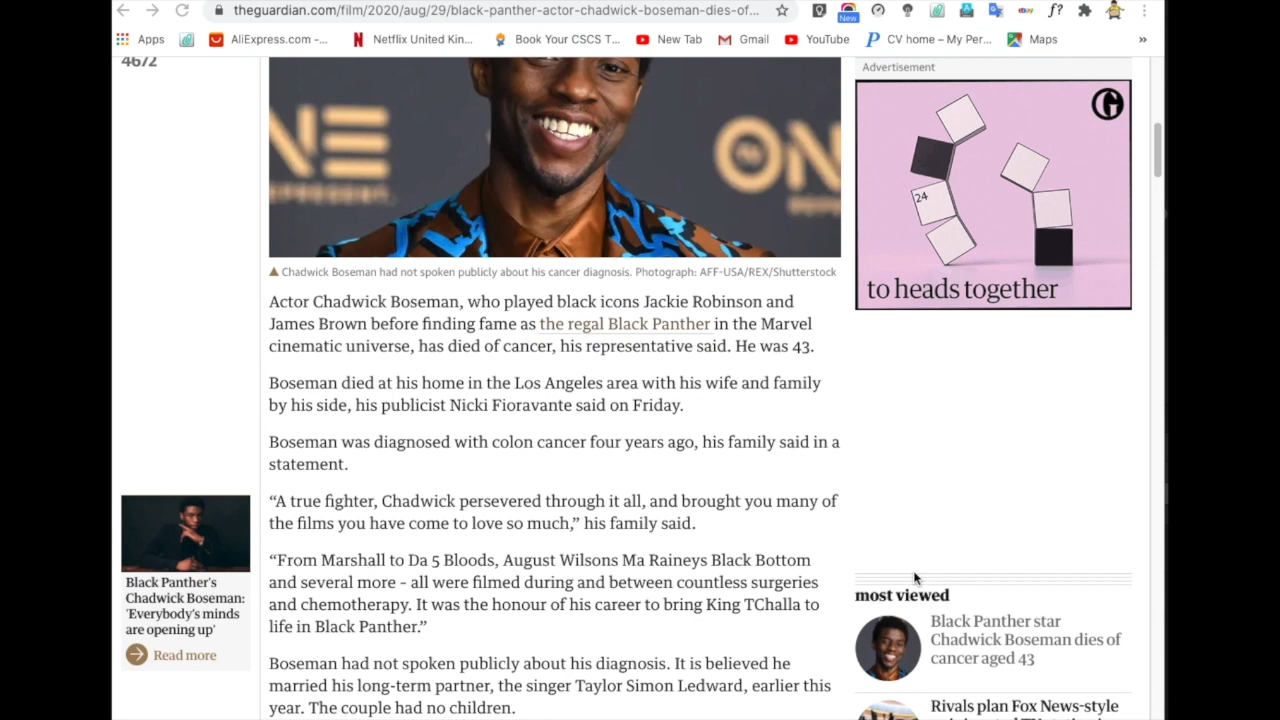 theguardian.com/film/2020/aug/29/black-panther-actor-chadwick-boseman-dies-of...
New
ebay
f?
Apps
AliExpress.com -...
Netflix United Kin...
Book Your CSCS T...
New Tab
Gmail
YouTube
CV home – My Per...
Maps
»
4672
ONE
REPRESENT.
ON
Advertisement
24
to heads together
Chadwick Boseman had not spoken publicly about his cancer diagnosis. Photograph: AFF-USA/REX/Shutterstock
Actor Chadwick Boseman, who played black icons Jackie Robinson and
James Brown before finding fame as the regal Black Panther in the Marvel
cinematic universe, has died of cancer, his representative said. He was 43.
Boseman died at his home in the Los Angeles area with his wife and family
by his side, his publicist Nicki Fioravante said on Friday.
Boseman was diagnosed with colon cancer four years ago, his family said in a
statement.
“A true fighter, Chadwick persevered through it all, and brought you many of
the films you have come to love so much,” his family said.
“From Marshall to Da 5 Bloods, August Wilsons Ma Raineys Black Bottom
and several more – all were filmed during and between countless surgeries
and chemotherapy. It was the honour of his career to bring King TChalla to
life in Black Panther.”
Boseman had not spoken publicly about his diagnosis. It is believed he
married his long-term partner, the singer Taylor Simon Ledward, earlier this
year. The couple had no children.
Black Panther's
Chadwick Boseman:
'Everybody's minds
are opening up'
Read more
most viewed
Black Panther star
Chadwick Boseman dies of
cancer aged 43
Rivals plan Fox News-style